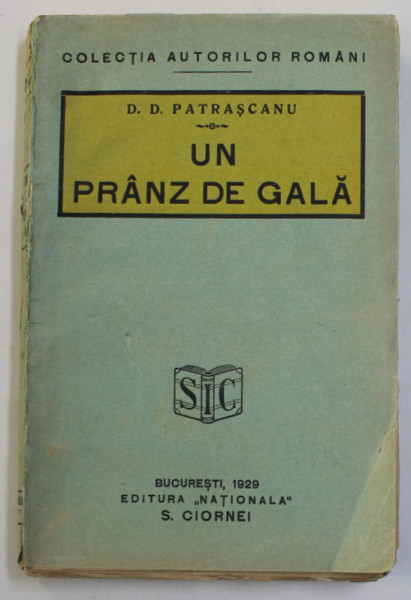 COLECȚIA AUTORILOR ROMÂNI
D. D. PATRAȘCANU
UN
PRÂNZ DE GALĂ
SIC
BUCUREȘTI, 1929
EDITURA „NAȚIONALA“
S. CIORNEI